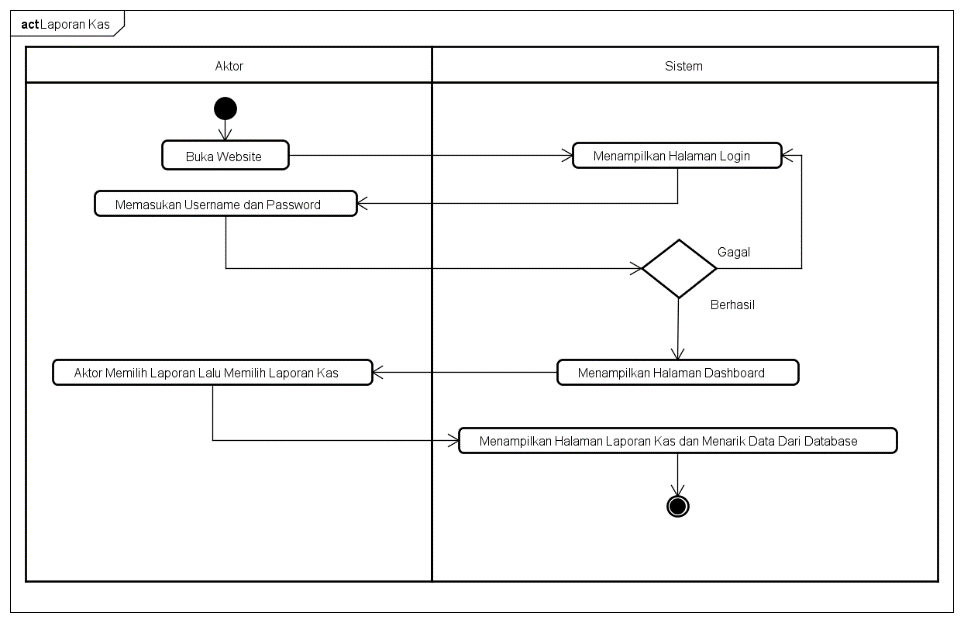 act Laporan Kas
Aktor
Sistem
Buka Website
Menampilkan Halaman Login
Memasukan Username dan Password
Gagal
Berhasil
Aktor Memilih Laporan Lalu Memilih Laporan Kas
Menampilkan Halaman Dashboard
Menampilkan Halaman Laporan Kas dan Menarik Data Dari Database